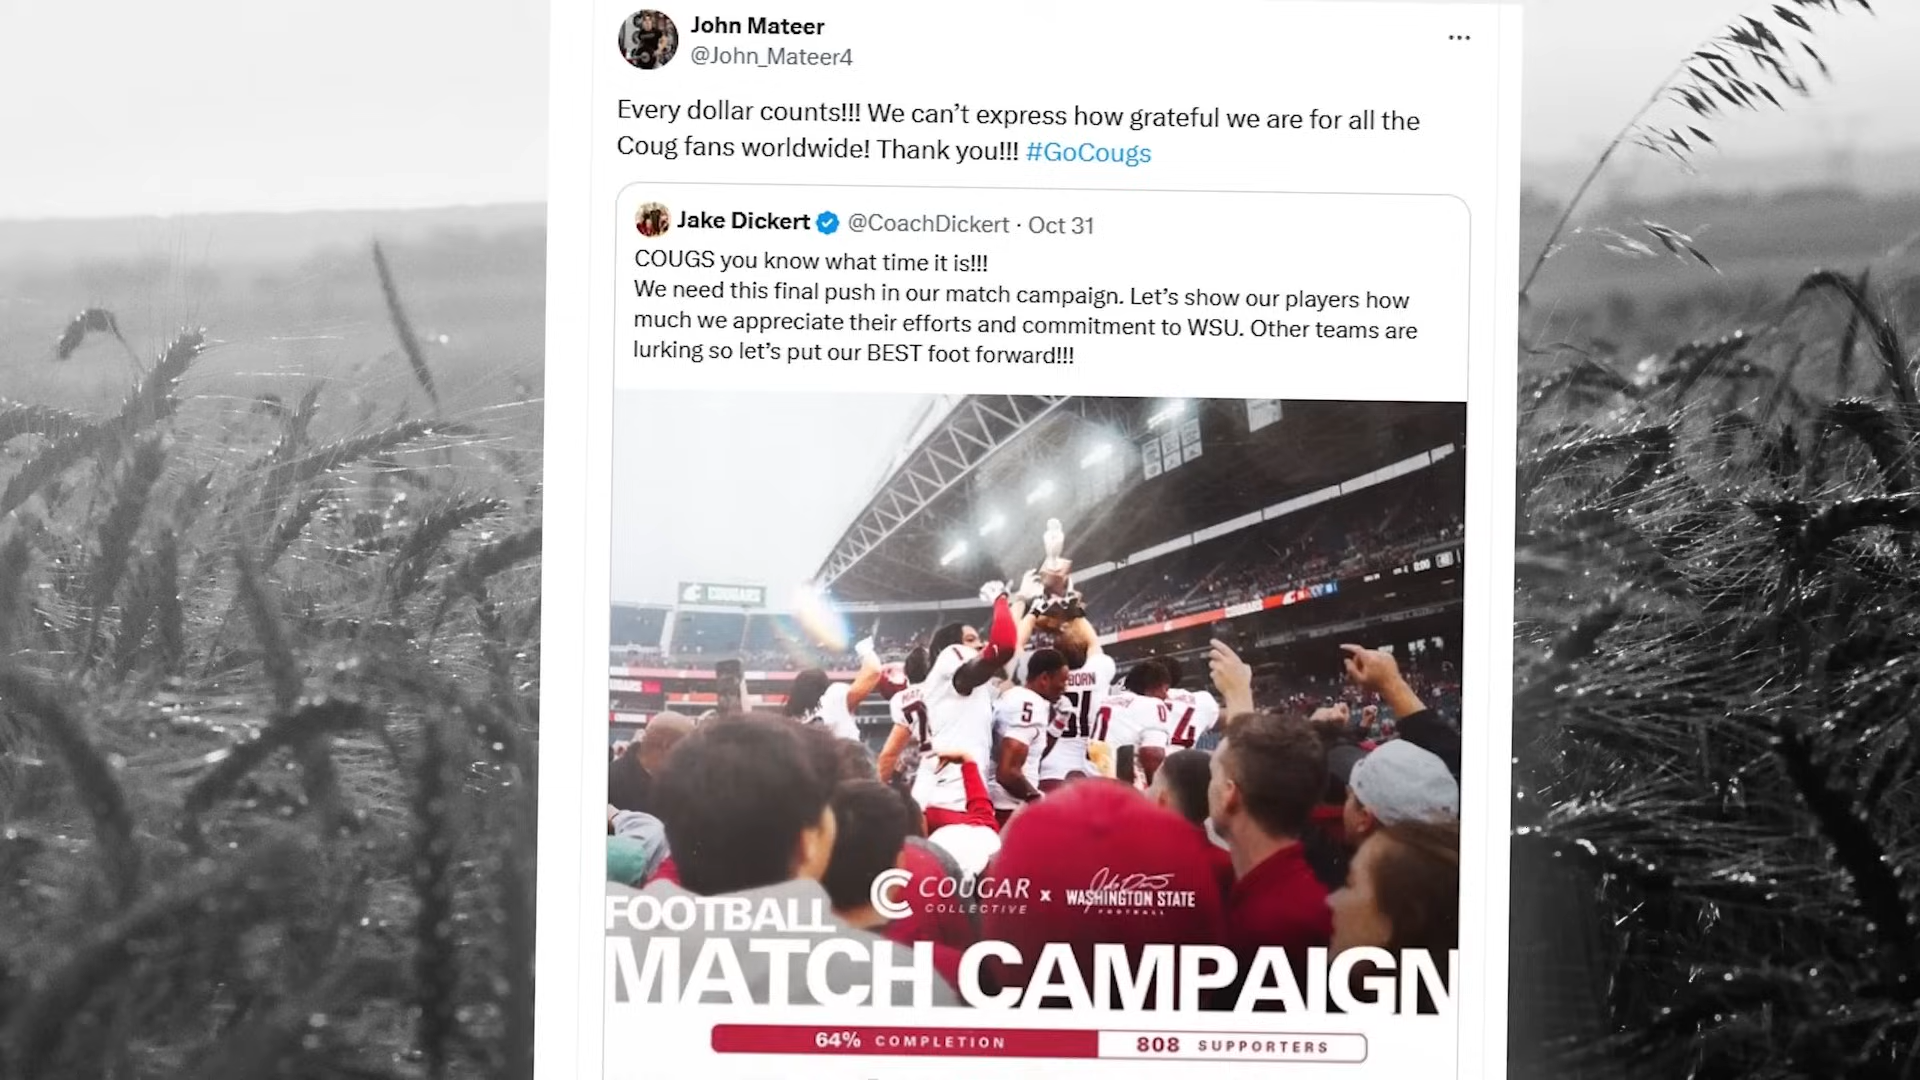 John Mateer
@John_Mateer4
Every dollar counts!!! We can’t express how grateful we are for all the
Coug fans worldwide! Thank you!!! #GoCougs
Jake Dickert @CoachDickert · Oct 31
COUGS you know what time it is!!!
We need this final push in our match campaign. Let’s show our players how
much we appreciate their efforts and commitment to WSU. Other teams are
lurking so let’s put our BEST foot forward!!!
COUGARS
COUGARS
5
COUGAR x WASHINGTON STATE
COLLECTIVE FOOTBALL
FOOTBALL
MATCH CAMPAIGN
64% COMPLETION 808 SUPPORTERS